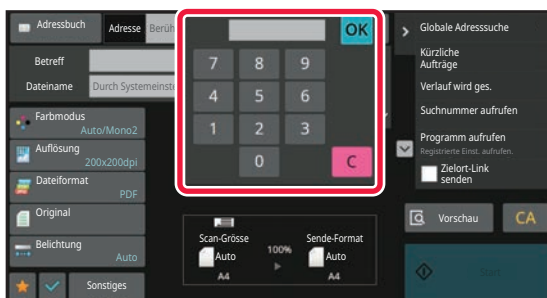 Adressbuch
Adresse
Berüh
OK
Globale Adresssuche
Betreff
Kürzliche
Aufträge
Dateiname
Durch Systemeinste
Verlauf wird ges.
7 8 9
4 5 6
1 2 3
0 C
Suchnummer aufrufen
Farbmodus
Auto/Mono2
Programm aufrufen
Registrierte Einst. aufrufen.
Auflösung
200x200dpi
Zielort-Link
senden
Dateiformat
PDF
Original
Vorschau
CA
Scan-Grösse
100%
Sende-Format
Auto
Auto
A4
A4
Belichtung
Auto
Start
Sonstiges